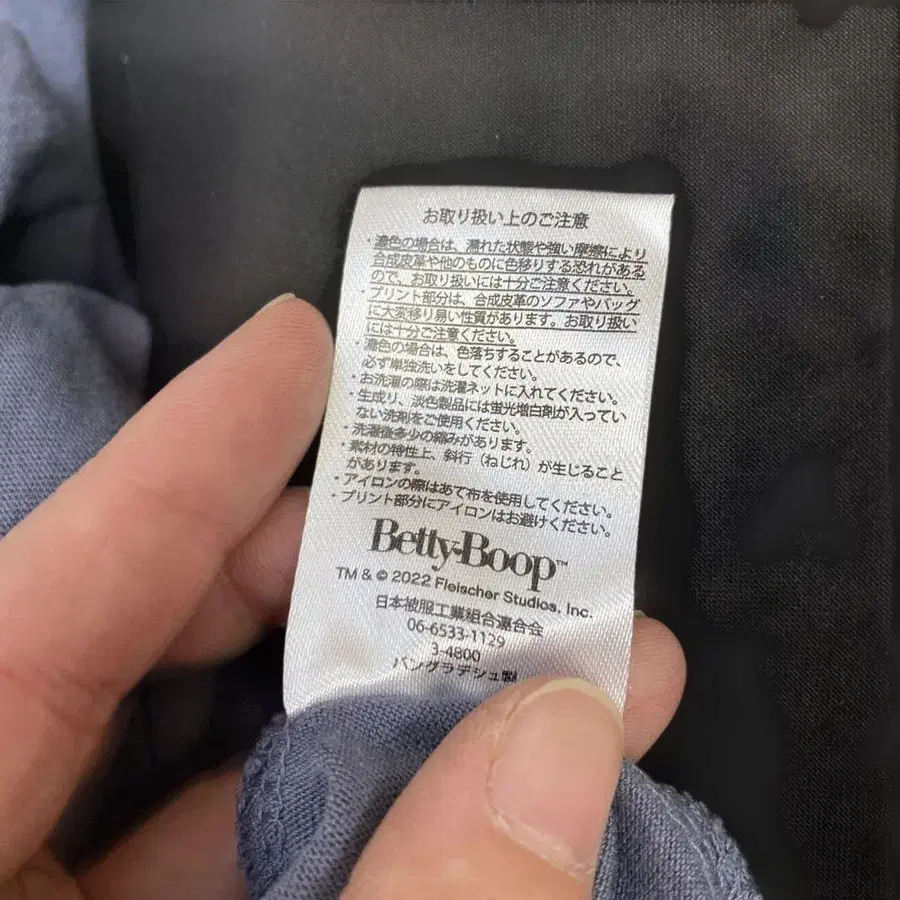 お取り扱い上のご注意
・濃色の場合は、濡れた状態や強い摩擦により
合成皮革や他のものに色移りする恐れがある
ので、お取り扱いには十分ご注意ください。
・プリント部分は、合成皮革のソファやバッグ
に大変移り易い性質があります。お取り扱い
には十分ご注意ください。
・濃色の場合は、色落ちすることがあるので、
必ず単独洗いをしてください。
・お洗濯の際は洗濯ネットに入れてください。
・生成り、淡色製品には蛍光増白剤が入ってい
ない洗剤をご使用ください。
・洗濯後多少の縮みがあります。
・素材の特性上、斜行（ねじれ）が生じること
があります。
・アイロンの際はあて布を使用してください。
・プリント部分にアイロンはお避けください。
Betty Boop™
TM & © 2022 Fleischer Studios, Inc.
日本被服工業組合連合会
06-6533-1129
3-4800
バングラデシュ製